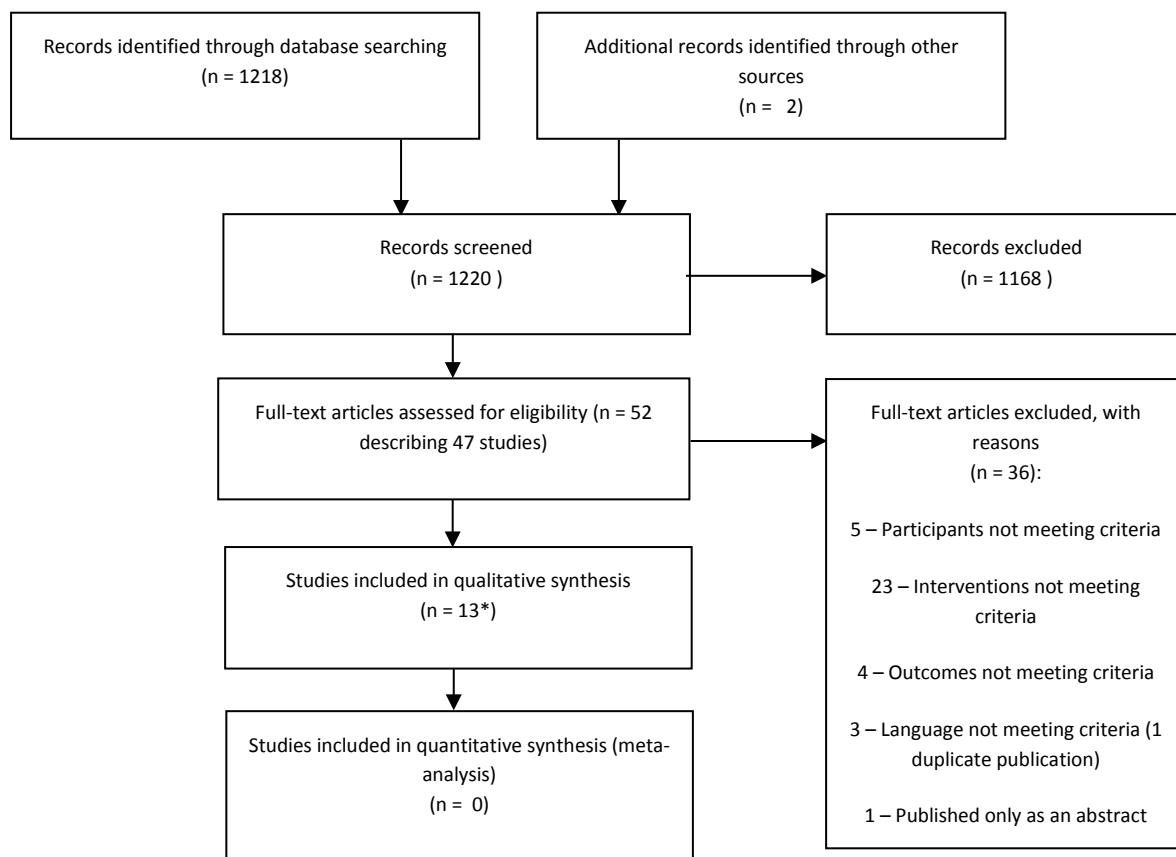 Records identified through database searching
(n = 1218)
Additional records identified through other
sources
(n =   2)
Records screened
(n = 1220 )
Records excluded
(n = 1168 )
Full-text articles assessed for eligibility (n = 52
describing 47 studies)
Full-text articles excluded, with
reasons
(n = 36):
5 – Participants not meeting criteria
23 – Interventions not meeting
criteria
4 – Outcomes not meeting criteria
3 – Language not meeting criteria (1
duplicate publication)
1 – Published only as an abstract
Studies included in qualitative synthesis
(n = 13*)
Studies included in quantitative synthesis (meta-
analysis)
(n =  0)